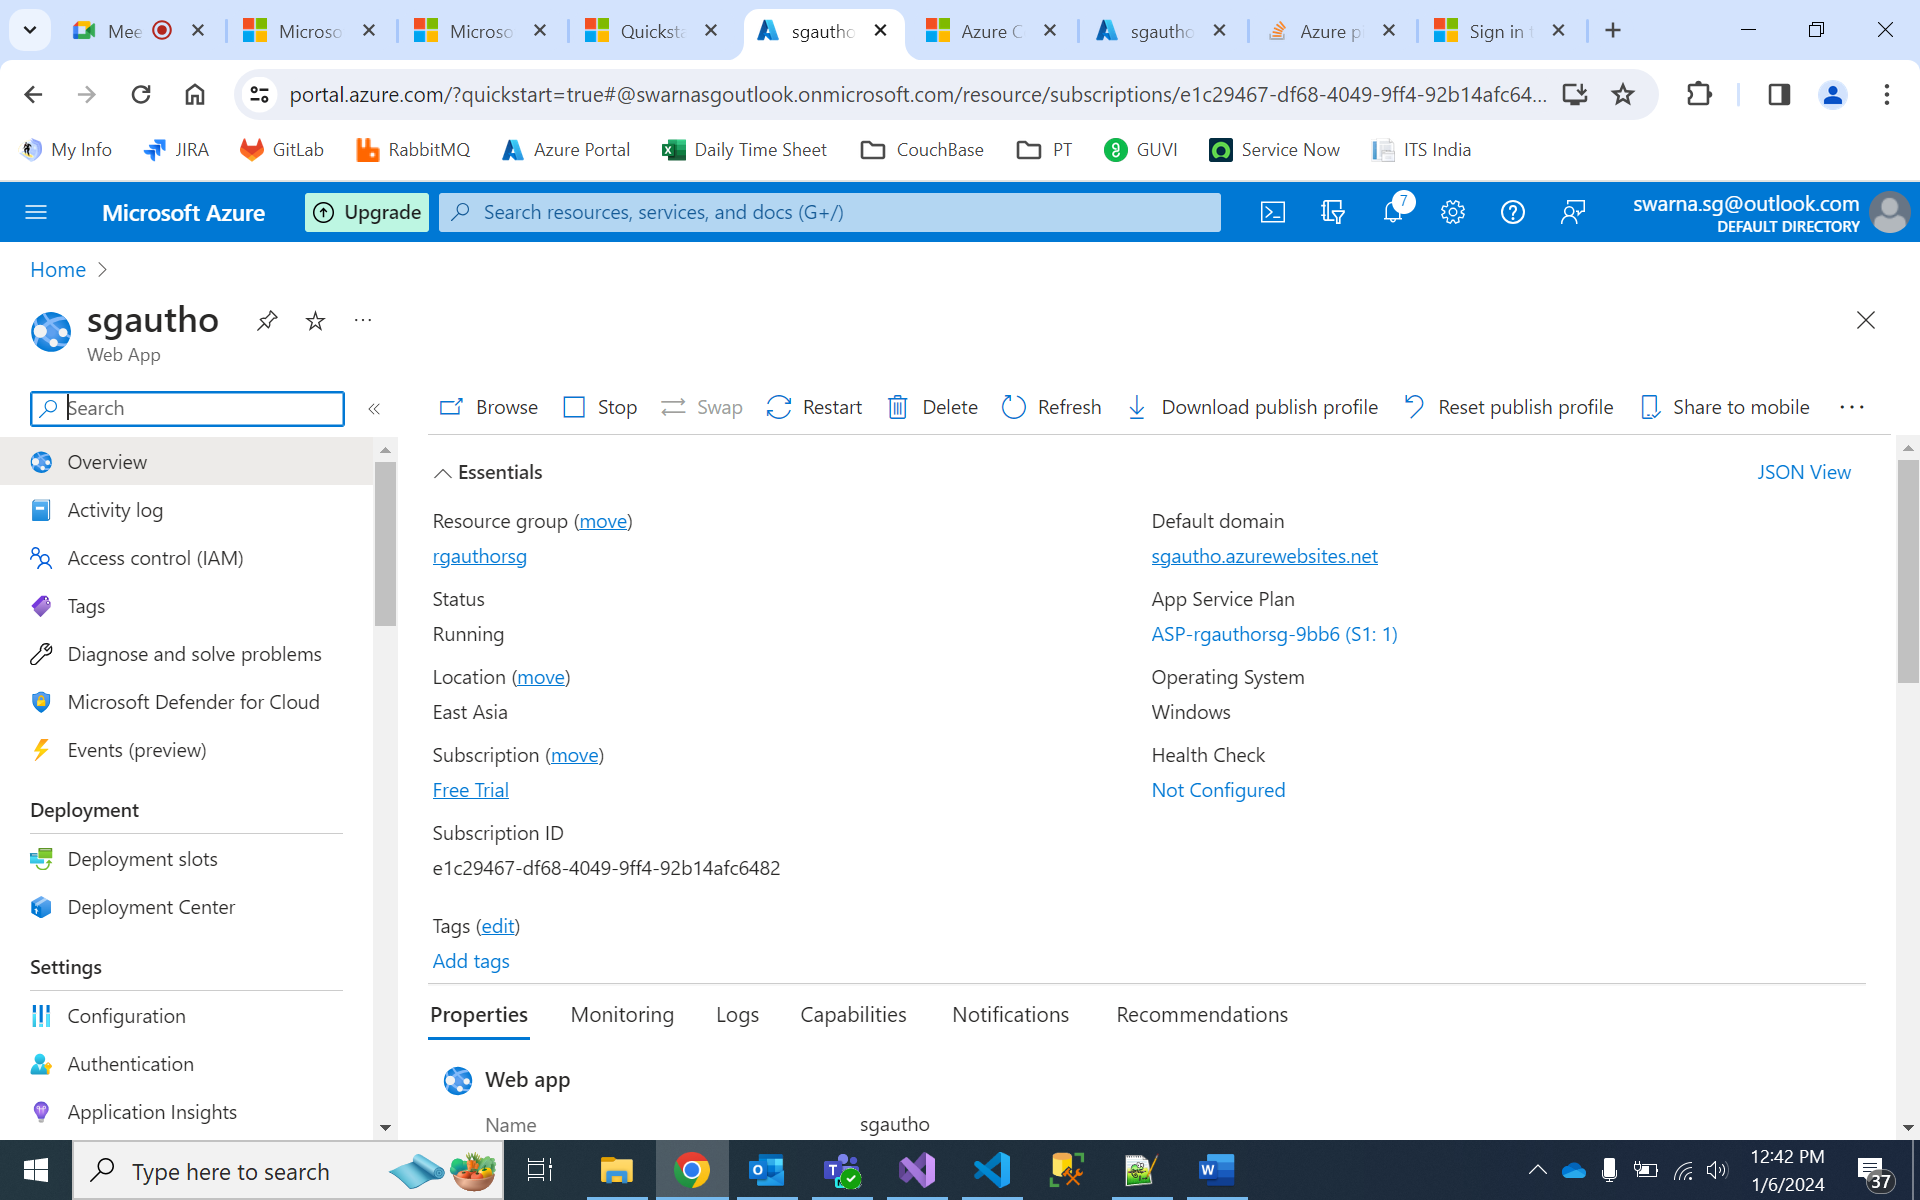 Mee
Microso
Microso
Quicksta
sgautho
Azure C
sgautho
Azure p
Sign in t
portal.azure.com/?quickstart=true#@swarnasgoutlook.onmicrosoft.com/resource/subscriptions/e1c29467-df68-4049-9ff4-92b14afc64...
My Info
JIRA
GitLab
RabbitMQ
Azure Portal
Daily Time Sheet
CouchBase
PT
GUVI
Service Now
ITS India
Microsoft Azure
Upgrade
Search resources, services, and docs (G+/)
7
swarna.sg@outlook.com
DEFAULT DIRECTORY
Home
sgautho
Web App
Search
Browse
Stop
Swap
Restart
Delete
Refresh
Download publish profile
Reset publish profile
Share to mobile
Overview
Activity log
Access control (IAM)
Tags
Diagnose and solve problems
Microsoft Defender for Cloud
Events (preview)
Deployment
Deployment slots
Deployment Center
Settings
Configuration
Authentication
Application Insights
Essentials
JSON View
Resource group (move)
rgauthorsg
Status
Running
Location (move)
East Asia
Subscription (move)
Free Trial
Subscription ID
e1c29467-df68-4049-9ff4-92b14afc6482
Tags (edit)
Add tags
Default domain
sgautho.azurewebsites.net
App Service Plan
ASP-rgauthorsg-9bb6 (S1: 1)
Operating System
Windows
Health Check
Not Configured
Properties
Monitoring
Logs
Capabilities
Notifications
Recommendations
Web app
Name
sgautho
Type here to search
12:42 PM
1/6/2024
37